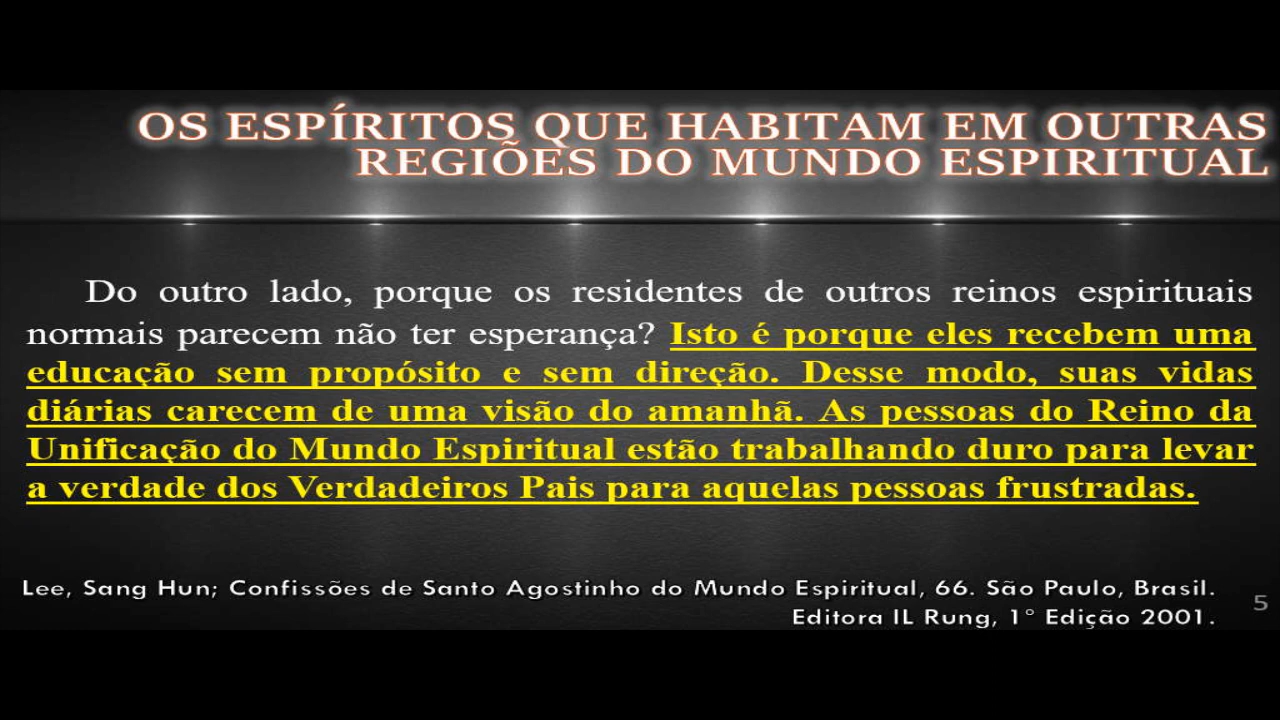 OS ESPÍRITOS QUE HABITAM EM OUTRAS
REGIÕES DO MUNDO ESPIRITUAL
Do outro lado, porque os residentes de outros reinos espirituais
normais parecem não ter esperança? Isto é porque eles recebem uma
educação sem propósito e sem direção. Desse modo, suas vidas
diárias carecem de uma visão do amanhã. As pessoas do Reino da
Unificação do Mundo Espiritual estão trabalhando duro para levar
a verdade dos Verdadeiros Pais para aquelas pessoas frustradas.
Lee, Sang Hun; Confissões de Santo Agostinho do Mundo Espiritual, 66. São Paulo, Brasil.
Editora IL Rung, 1° Edição 2001.
5